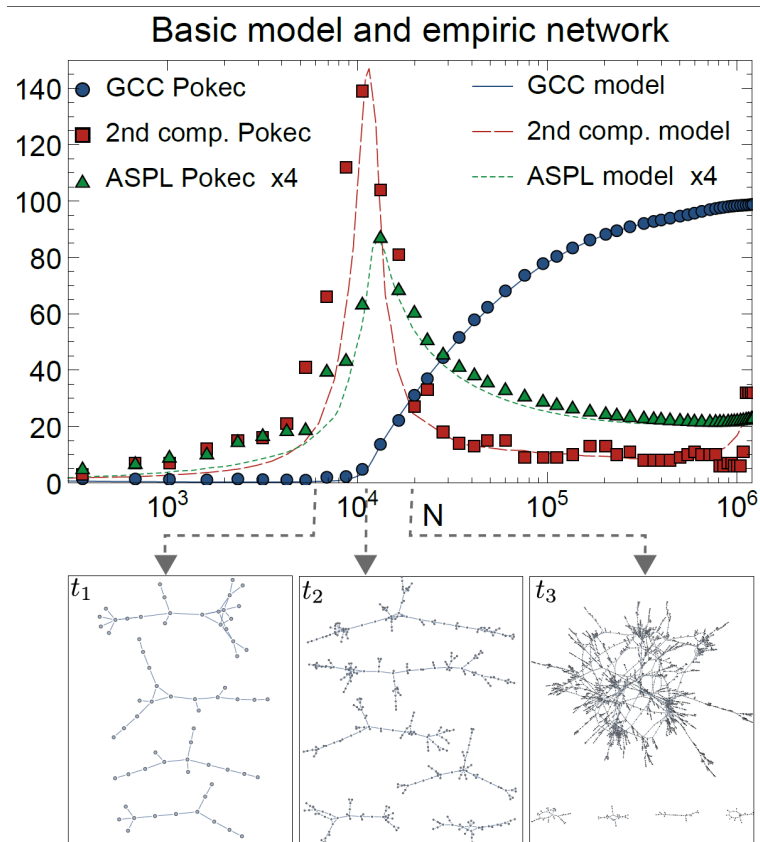 Basic model and empiric network
140
120
100
80
60
40
20
0
GCC Pokec
2nd comp. Pokec
ASPL Pokec x4
GCC model
2nd comp. model
ASPL model x4
10³
10⁴
N
10⁵
10⁶
t₁
t₂
t₃